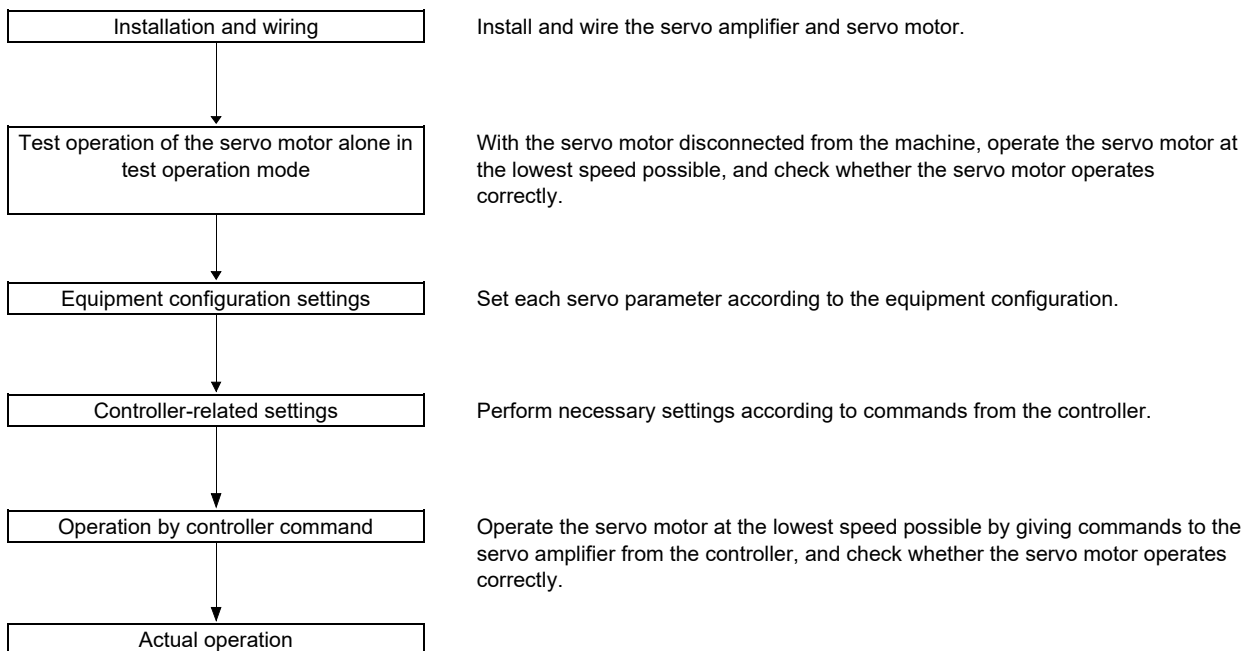 Installation and wiring
Install and wire the servo amplifier and servo motor.
Test operation of the servo motor alone in
test operation mode
With the servo motor disconnected from the machine, operate the servo motor at
the lowest speed possible, and check whether the servo motor operates
correctly.
Equipment configuration settings
Set each servo parameter according to the equipment configuration.
Controller-related settings
Perform necessary settings according to commands from the controller.
Operation by controller command
Operate the servo motor at the lowest speed possible by giving commands to the
servo amplifier from the controller, and check whether the servo motor operates
correctly.
Actual operation